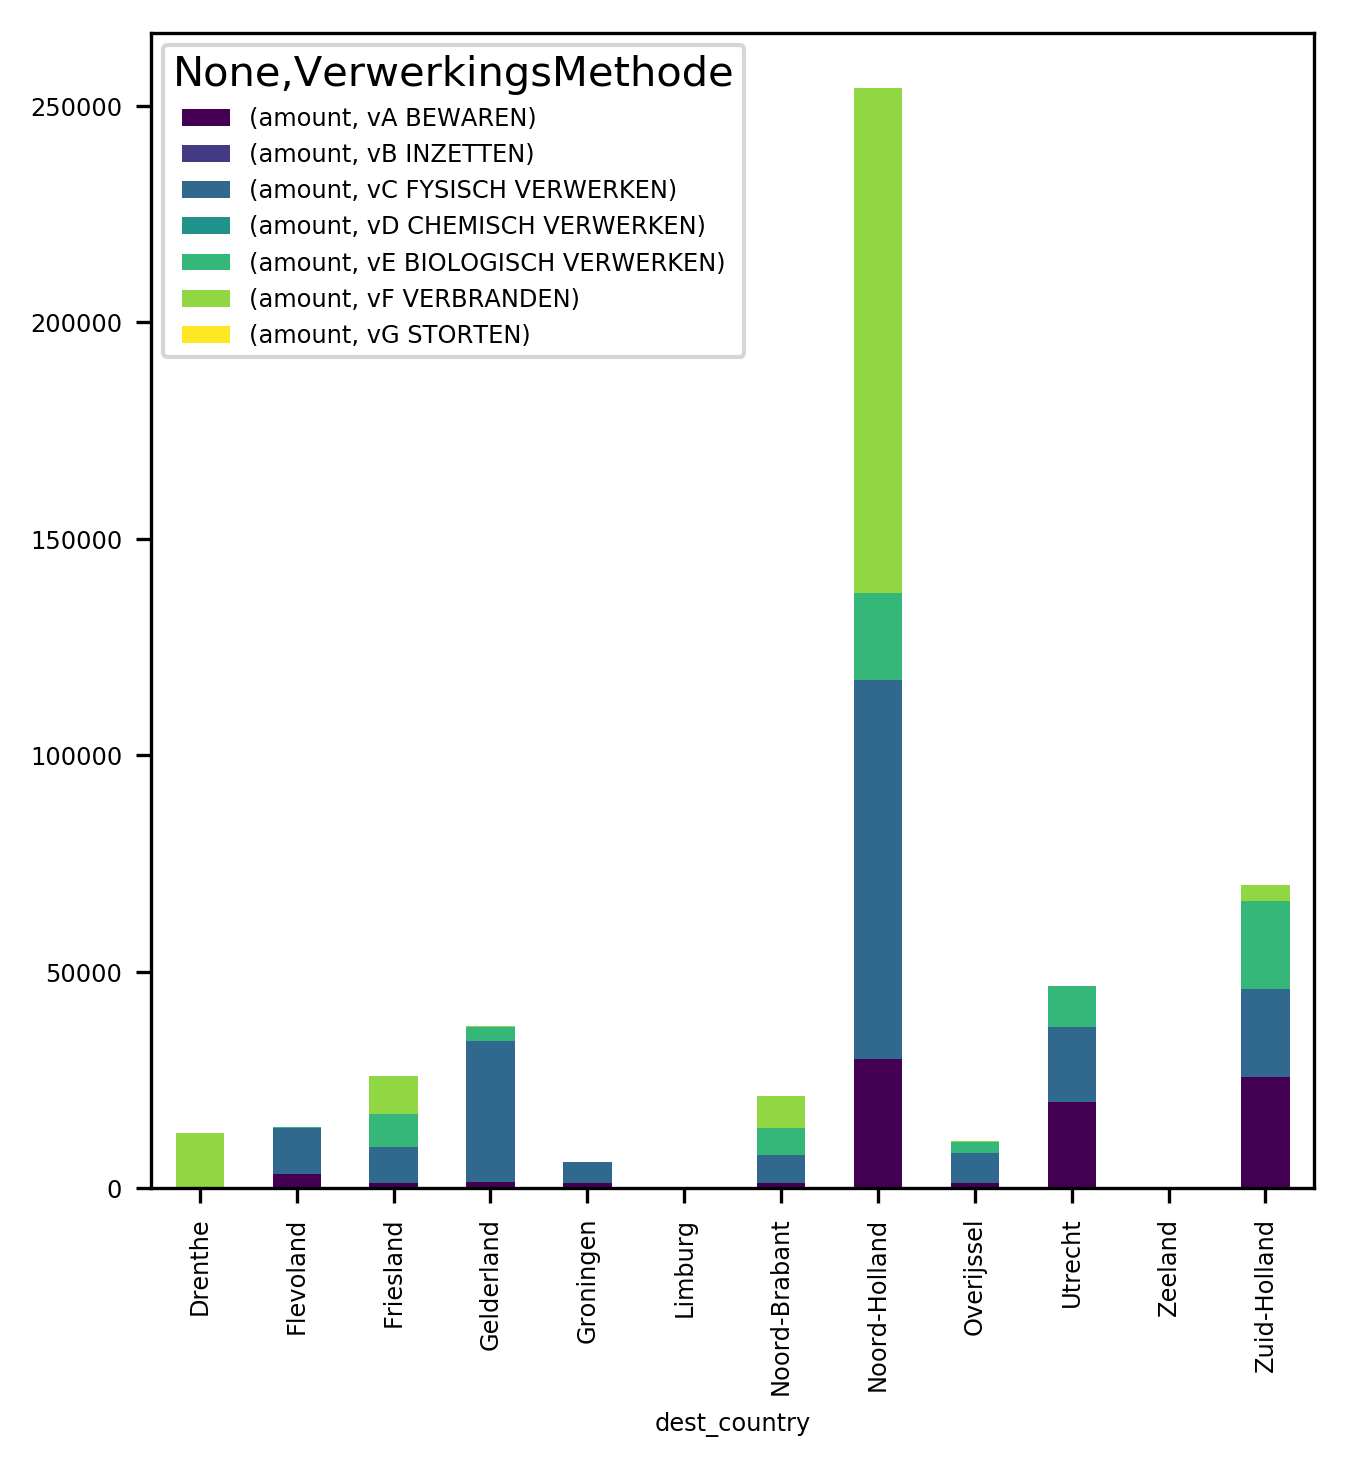 None,VerwerkingsMethode
(amount, vA BEWAREN)
(amount, vB INZETTEN)
(amount, vC FYSISCH VERWERKEN)
(amount, vD CHEMISCH VERWERKEN)
(amount, vE BIOLOGISCH VERWERKEN)
(amount, vF VERBRANDEN)
(amount, vG STORTEN)
250000
200000
150000
100000
50000
0
Drenthe
Flevoland
Friesland
Gelderland
Groningen
Limburg
Noord-Brabant
Noord-Holland
Overijssel
Utrecht
Zeeland
Zuid-Holland
dest_country